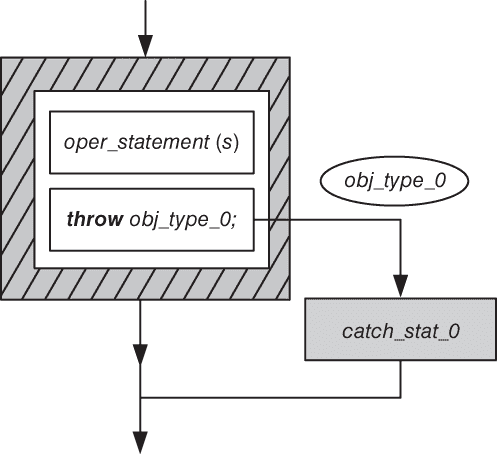 oper_statement (s)
obj_type_0
throw obj_type_0;
catch_stat_0